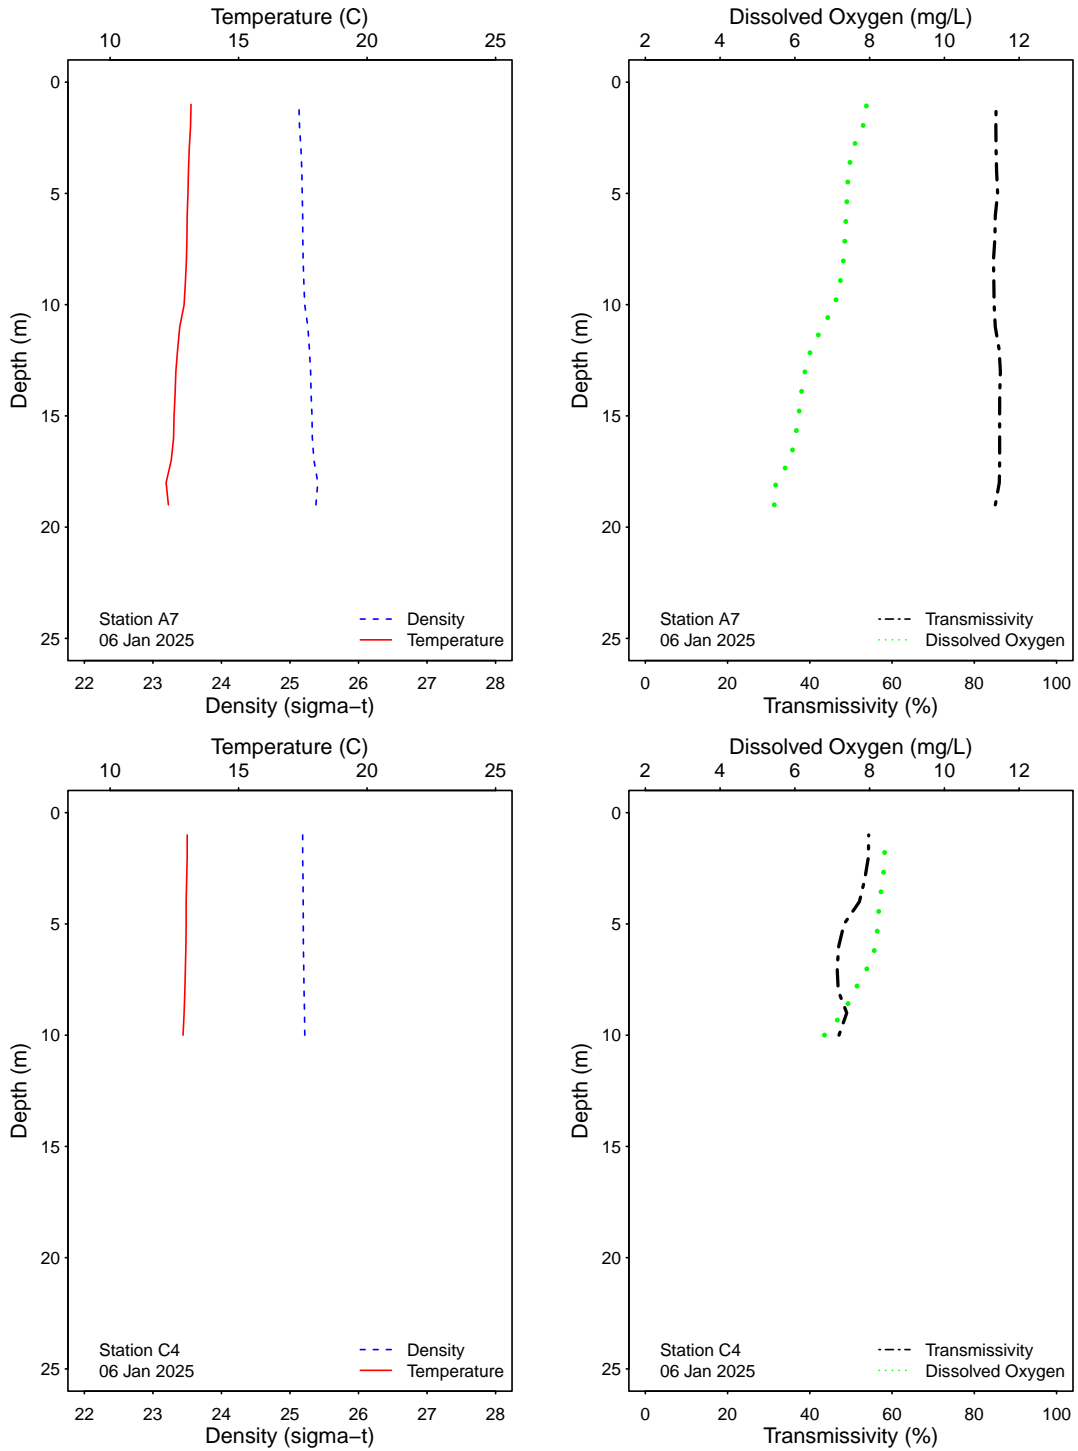 Temperature (C)
10 15 20 25
0
5
10
15
20
25
Depth (m)
Station A7
06 Jan 2025
Density
Temperature
22 23 24 25 26 27 28
Density (sigma−t)
Dissolved Oxygen (mg/L)
2 4 6 8 10 12
0
5
10
15
20
25
Depth (m)
Station A7
06 Jan 2025
Transmissivity
Dissolved Oxygen
0 20 40 60 80 100
Transmissivity (%)
Temperature (C)
10 15 20 25
0
5
10
15
20
25
Depth (m)
Station C4
06 Jan 2025
Density
Temperature
22 23 24 25 26 27 28
Density (sigma−t)
Dissolved Oxygen (mg/L)
2 4 6 8 10 12
0
5
10
15
20
25
Depth (m)
Station C4
06 Jan 2025
Transmissivity
Dissolved Oxygen
0 20 40 60 80 100
Transmissivity (%)